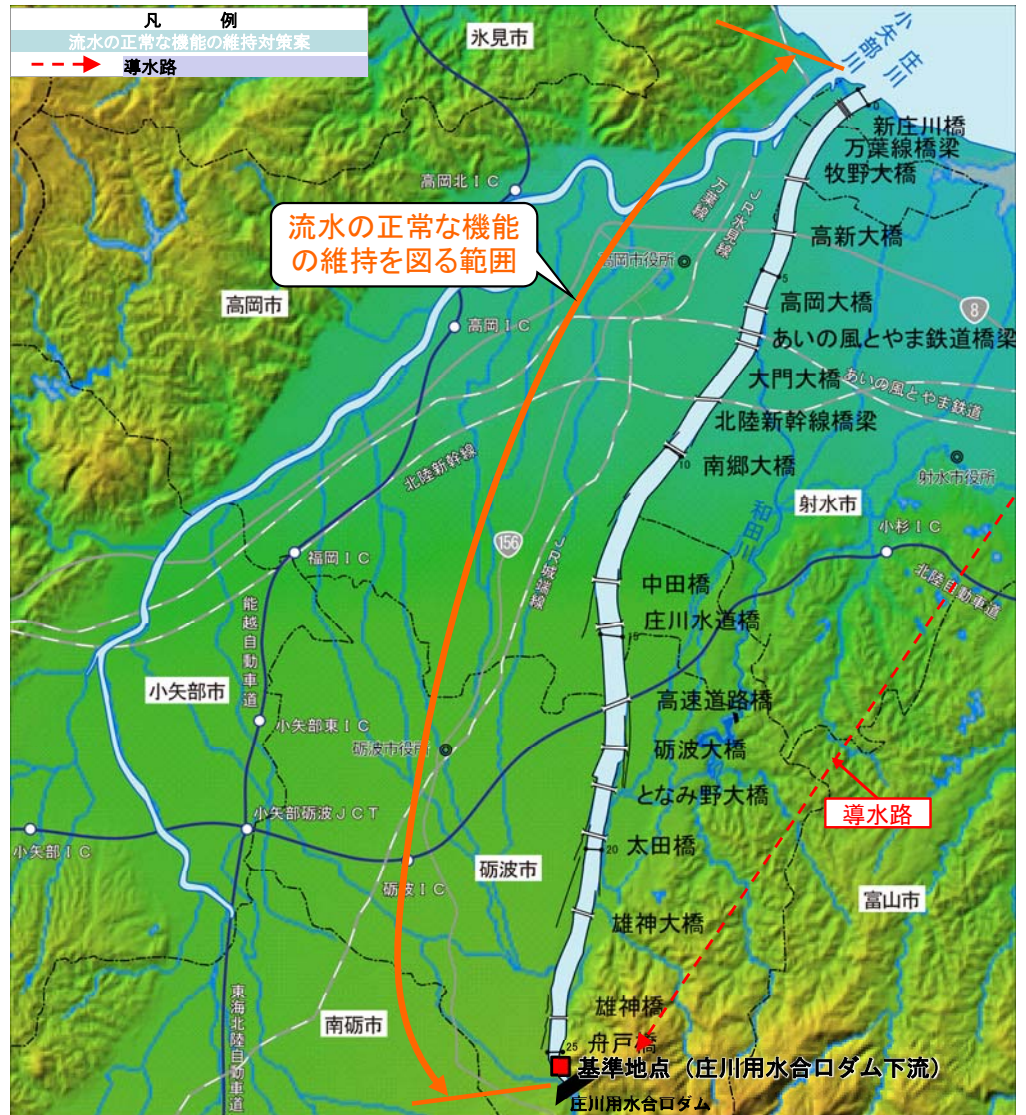 凡 例
流水の正常な機能の維持対策案
導水路
氷見市
小矢部川
庄川
0
新庄川橋
万葉線橋梁
牧野大橋
高岡北ＩＣ
万葉線
ＪＲ氷見線
流水の正常な機能
の維持を図る範囲
高新大橋
高岡市役所
5
高岡市
高岡大橋
8
高岡ＩＣ
あいの風とやま鉄道橋梁
大門大橋
あいの風とやま鉄道
北陸新幹線橋梁
北陸新幹線
南郷大橋
10
射水市役所
射水市
和田川
小杉ＩＣ
156
福岡ＩＣ
ＪＲ城端線
北陸自動車道
中田橋
能越自動車道
庄川水道橋
15
小矢部市
高速道路橋
小矢部東ＩＣ
砺波市役所
砺波大橋
となみ野大橋
導水路
小矢部砺波ＪＣＴ
小矢部ＩＣ
太田橋
20
砺波市
砺波ＩＣ
富山市
雄神大橋
東海北陸自動車道
雄神橋
南砺市
舟戸橋
25
基準地点（庄川用水合口ダム下流）
庄川用水合口ダム